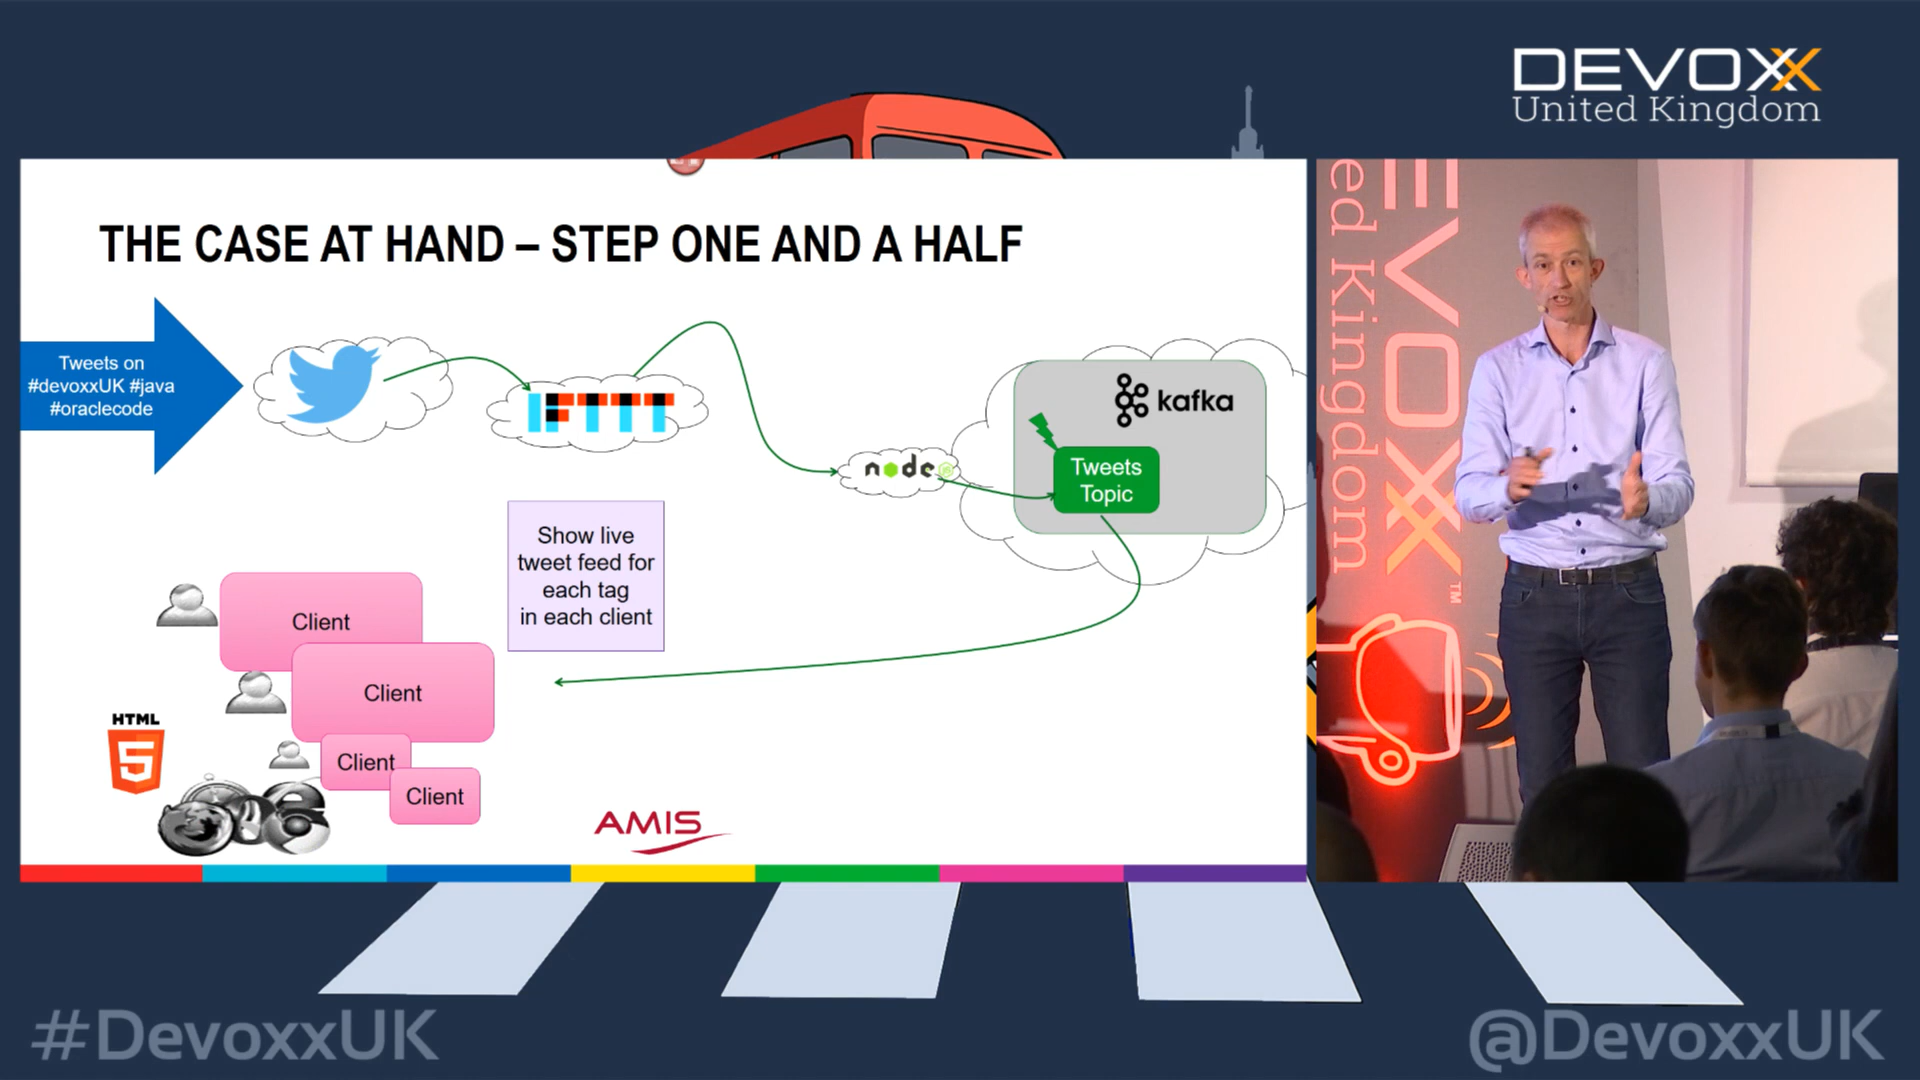 DEVOXX
United Kingdom
THE CASE AT HAND – STEP ONE AND A HALF
Tweets on
#devoxxUK #java
#oraclecode
IFTTT
node
JS
kafka
Tweets
Topic
Show live
tweet feed for
each tag
in each client
Client
Client
Client
Client
HTML
5
AMIS
EVOXX™
ed Kingdom
#DevoxxUK
@DevoxxUK